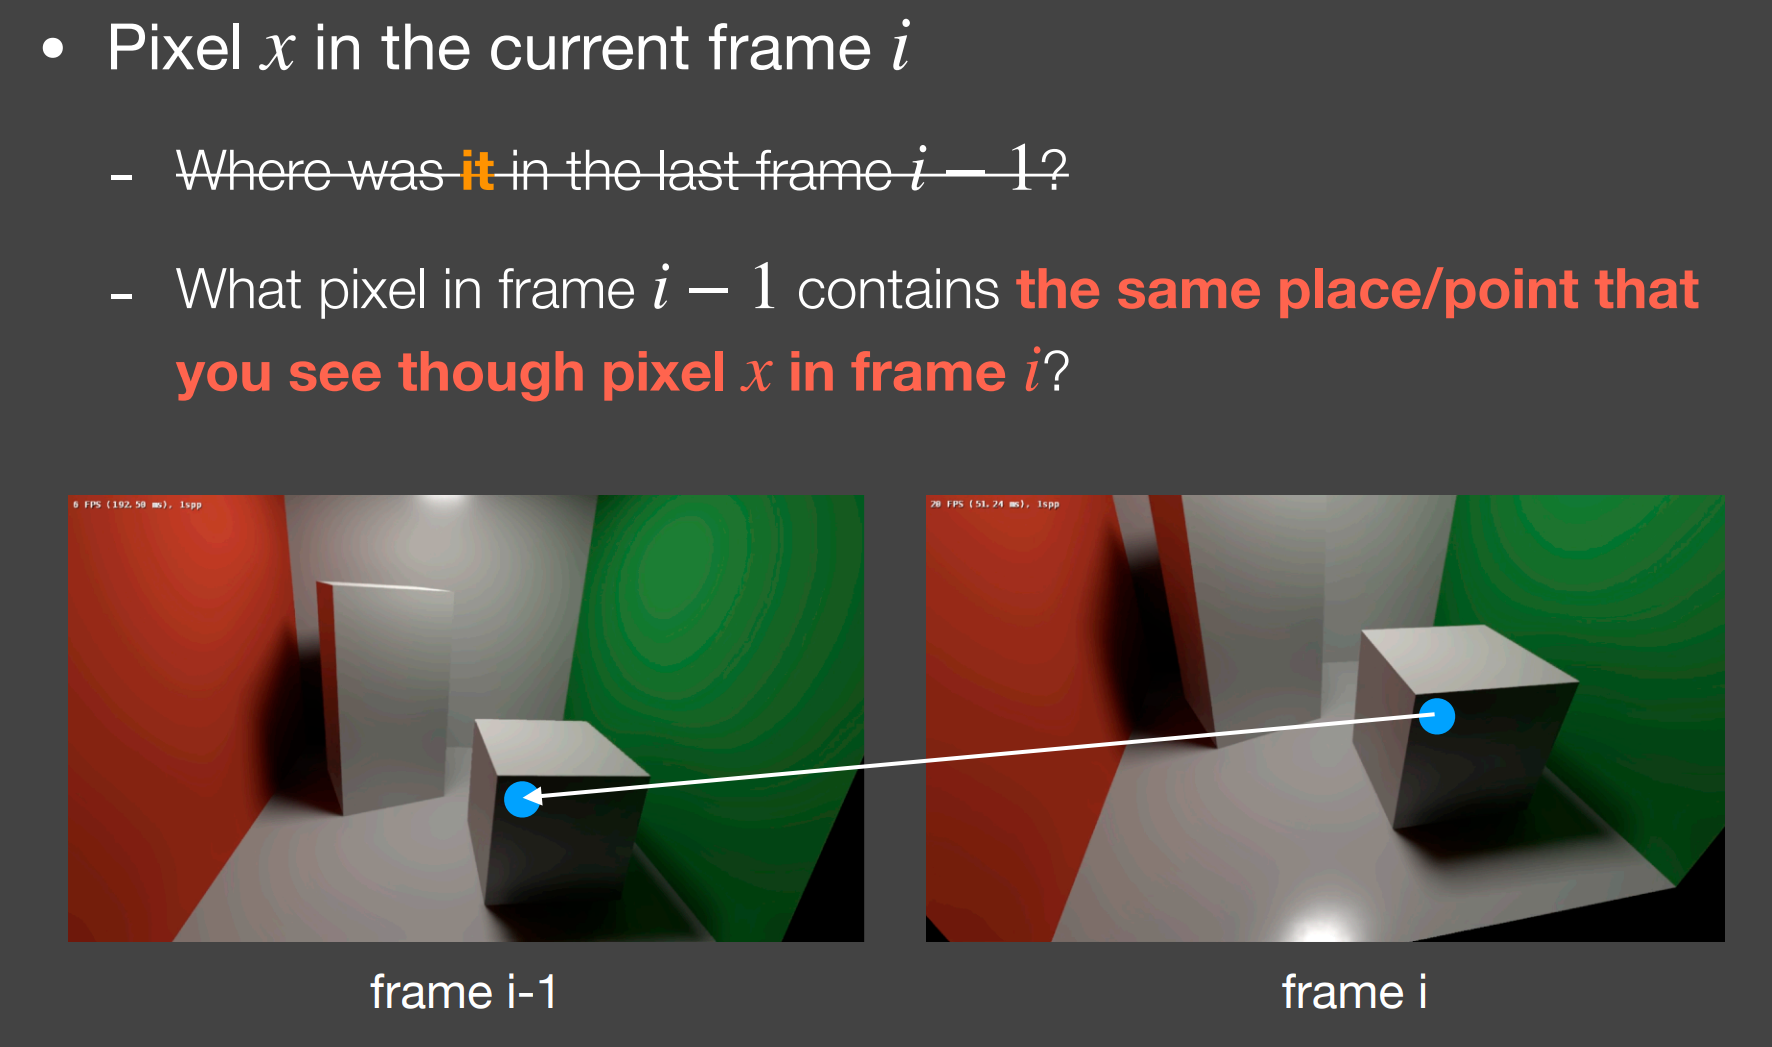 • Pixel x in the current frame i
- Where was it in the last frame i − 1?
- What pixel in frame i − 1 contains the same place/point that
you see though pixel x in frame i?
6 FPS (192.50 ms), 1spp
20 FPS (51.24 ms), 1spp
frame i-1
frame i